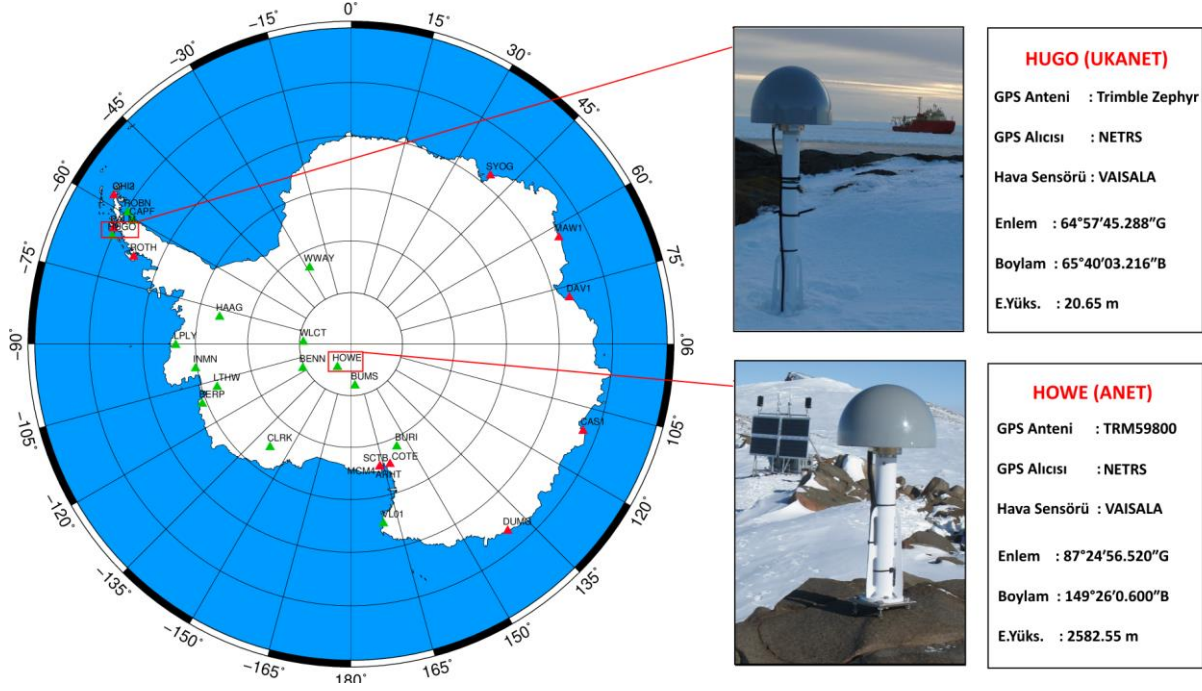 0°
15°
30°
45°
60°
75°
90°
105°
120°
135°
150°
165°
180°
−165°
−150°
−135°
−120°
−105°
−90°
−75°
−60°
−45°
−30°
−15°
OHI2
ROBN
CAPF
PALM
HUGO
ROTH
SYOG
MAW1
DAV1
WWAY
HAAG
LPLY
WLCT
INMN
BENN
HOWE
LTHW
BUMS
BERP
CAS1
CLRK
BURI
SCTB
COTE
MCM4
VL01
DUM1
HUGO (UKANET)
GPS Anteni : Trimble Zephyr
GPS Alıcısı : NETRS
Hava Sensörü : VAISALA
Enlem : 64°57'45.288"G
Boylam : 65°40'03.216"B
E.Yüks. : 20.65 m
HOWE (ANET)
GPS Anteni : TRM59800
GPS Alıcısı : NETRS
Hava Sensörü : VAISALA
Enlem : 87°24'56.520"G
Boylam : 149°26'0.600"B
E.Yüks. : 2582.55 m